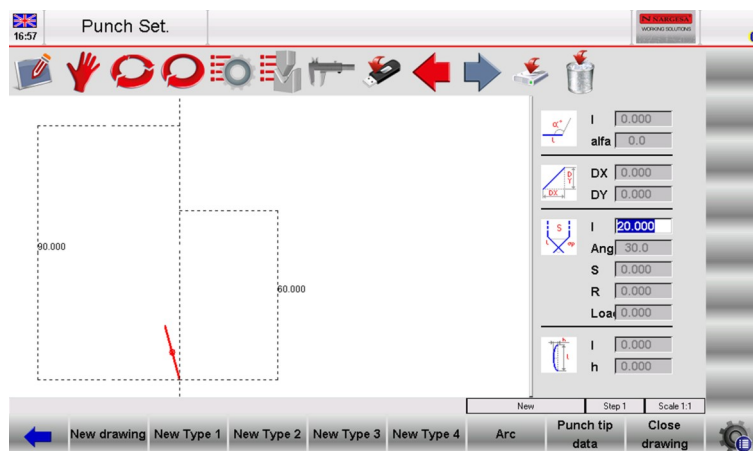 16:57
Punch Set.
N NARGESA
WORKING SOLUTIONS
α°
l
l 0.000
alfa 0.0
DY
DX
DX 0.000
DY 0.000
S
l
mp
l 20.000
Ang 30.0
S 0.000
R 0.000
Load 0.000
h
l
l 0.000
h 0.000
90.000
60.000
New
Step 1
Scale 1:1
New drawing
New Type 1
New Type 2
New Type 3
New Type 4
Arc
Punch tip
data
Close
drawing